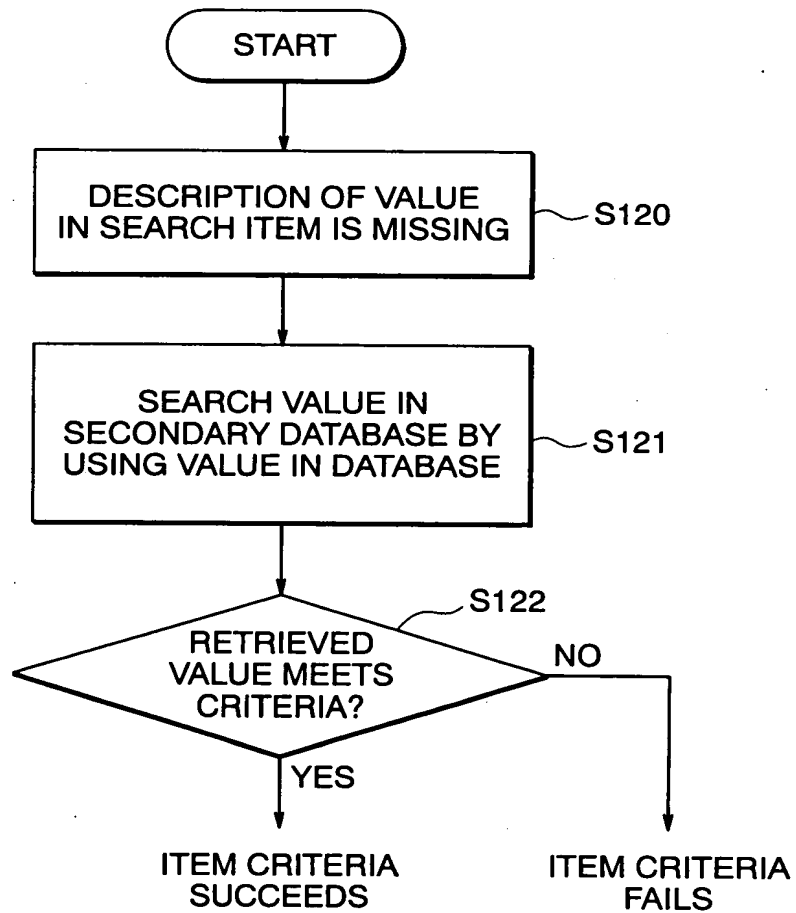 START
DESCRIPTION OF VALUE
IN SEARCH ITEM IS MISSING
S120
SEARCH VALUE IN
SECONDARY DATABASE BY
USING VALUE IN DATABASE
S121
S122
RETRIEVED
VALUE MEETS
CRITERIA?
NO
YES
ITEM CRITERIA
SUCCEEDS
ITEM CRITERIA
FAILS